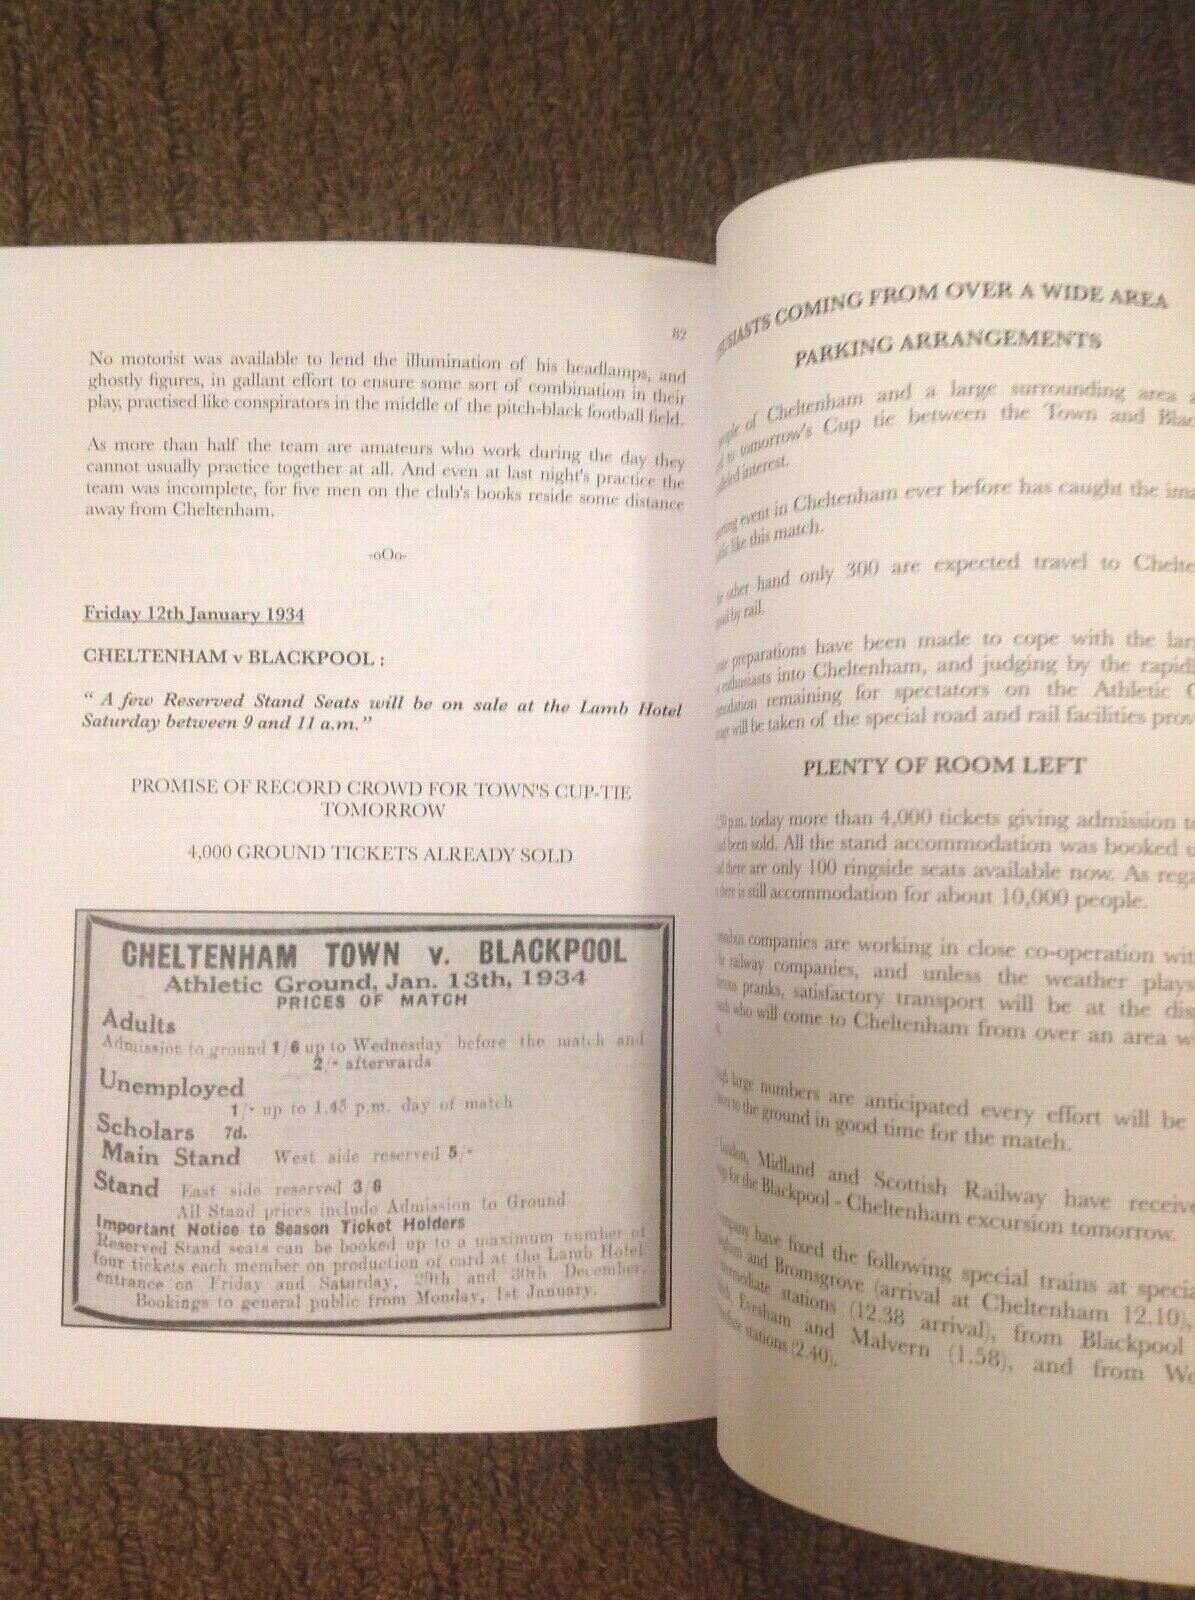 82
No motorist was available to lend the illumination of his headlamps, and
ghostly figures, in gallant effort to ensure some sort of combination in their
play, practised like conspirators in the middle of the pitch-black football field.
As more than half the team are amateurs who work during the day they
cannot usually practice together at all. And even at last night's practice the
team was incomplete, for five men on the club's books reside some distance
away from Cheltenham.
-oOo-
Friday 12th January 1934
CHELTENHAM v BLACKPOOL :
“ A few Reserved Stand Seats will be on sale at the Lamb Hotel
Saturday between 9 and 11 a.m.”
PROMISE OF RECORD CROWD FOR TOWN'S CUP-TIE
TOMORROW
4,000 GROUND TICKETS ALREADY SOLD
CHELTENHAM TOWN v. BLACKPOOL
Athletic Ground, Jan. 13th, 1934
PRICES OF MATCH
Adults
Admission to ground 1/6 up to Wednesday before the match and
2/- afterwards
Unemployed
1/- up to 1.45 p.m. day of match
Scholars 7d.
Main Stand West side reserved 5/-
Stand East side reserved 3/6
All Stand prices include Admission to Ground
Important Notice to Season Ticket Holders
Reserved Stand seats can be booked up to a maximum number of
four tickets each member on production of card at the Lamb Hotel
entrance on Friday and Saturday, 29th and 30th December.
Bookings to general public from Monday, 1st January.
COMING FROM OVER A WIDE AREA
PARKING ARRANGEMENTS
of Cheltenham and a large surrounding area
to tomorrow's Cup tie between the Town and
interest.
event in Cheltenham ever before has caught the
like this match.
other hand only 300 are expected travel to
by rail.
preparations have been made to cope with the
enthusiasts into Cheltenham, and judging by the
remaining for spectators on the Athletic
will be taken of the special road and rail facilities
PLENTY OF ROOM LEFT
p.m. today more than 4,000 tickets giving admission
been sold. All the stand accommodation was booked
there are only 100 ringside seats available now. As
there is still accommodation for about 10,000 people.
companies are working in close co-operation
railway companies, and unless the weather plays
pranks, satisfactory transport will be at the
who will come to Cheltenham from over an area
large numbers are anticipated every effort will be
to the ground in good time for the match.
London, Midland and Scottish Railway have
for the Blackpool - Cheltenham excursion tomorrow.
have fixed the following special trains at
and Bromsgrove (arrival at Cheltenham 12.10),
stations (12.38 arrival), from Blackpool
Evesham and Malvern (1.58), and from
stations (2.40).